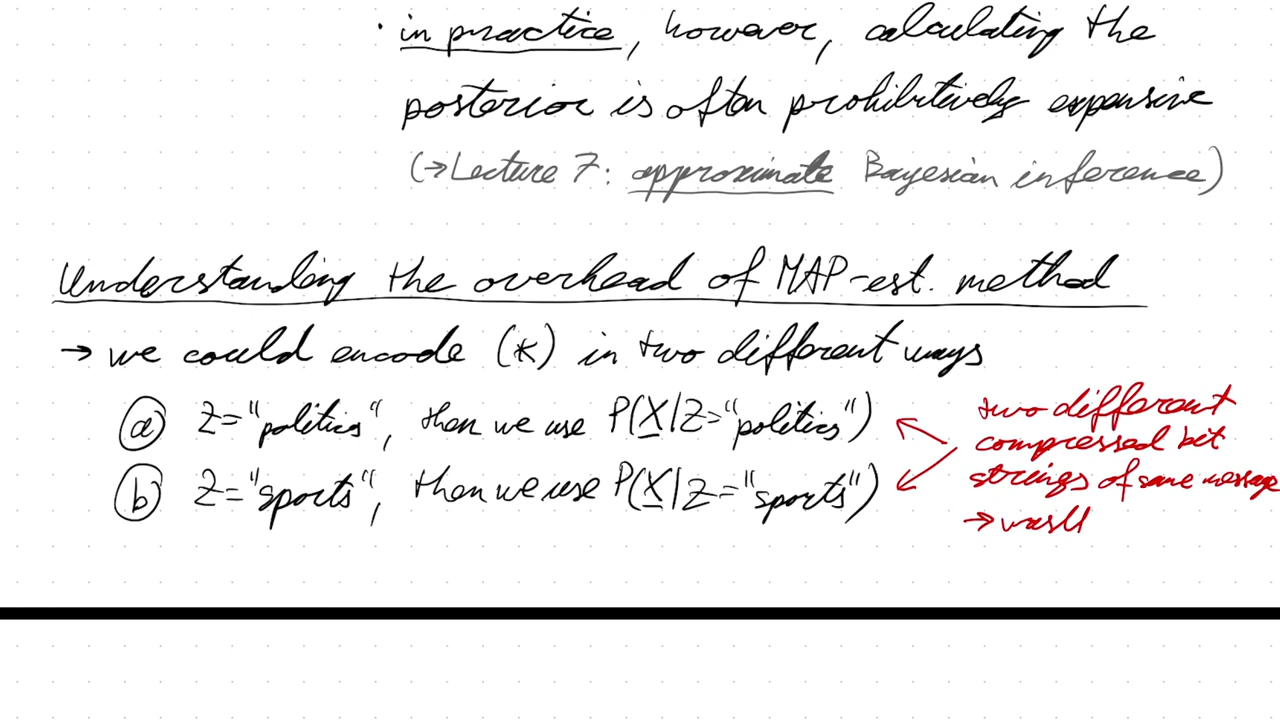 · in practice, however, calculating the
posterior is often prohibitively expensive
(→Lecture 7: approximate Bayesian inference)
Understanding the overhead of MAP-est. method
→ we could encode (*) in two different ways
(a) Z="politics", then we use P(X|Z="politics")
(b) Z="sports", then we use P(X|Z="sports")
two different
compressed bit
strings of same message
→